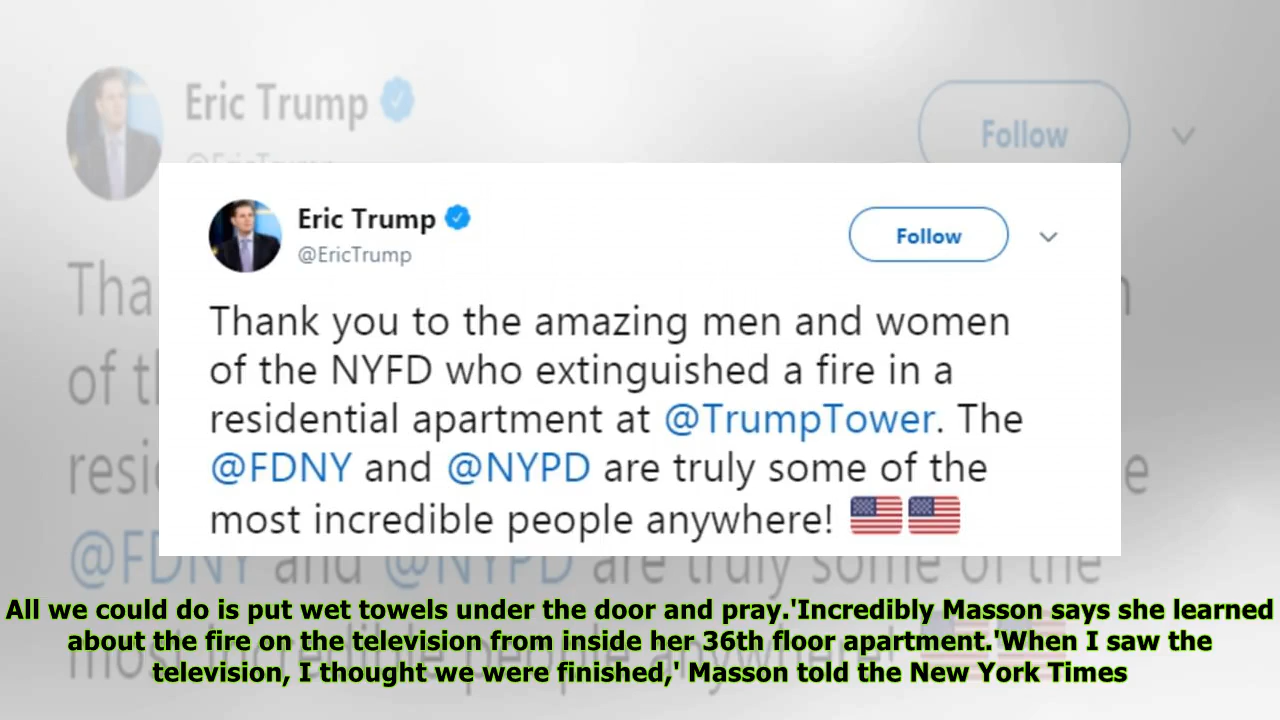 Eric Trump
@EricTrump
Follow
Eric Trump
@EricTrump
Follow
Thank you to the amazing men and women
of the NYFD who extinguished a fire in a
residential apartment at @TrumpTower. The
@FDNY and @NYPD are truly some of the
most incredible people anywhere! 🇺🇸🇺🇸
All we could do is put wet towels under the door and pray.'Incredibly Masson says she learned
about the fire on the television from inside her 36th floor apartment.'When I saw the
television, I thought we were finished,' Masson told the New York Times